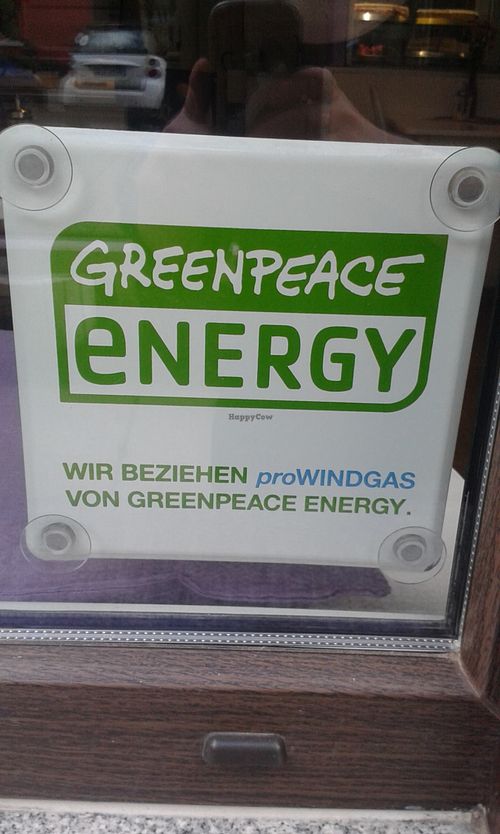 GREENPEACE
eNERGY
HappyCow
WIR BEZIEHEN proWINDGAS
VON GREENPEACE ENERGY.